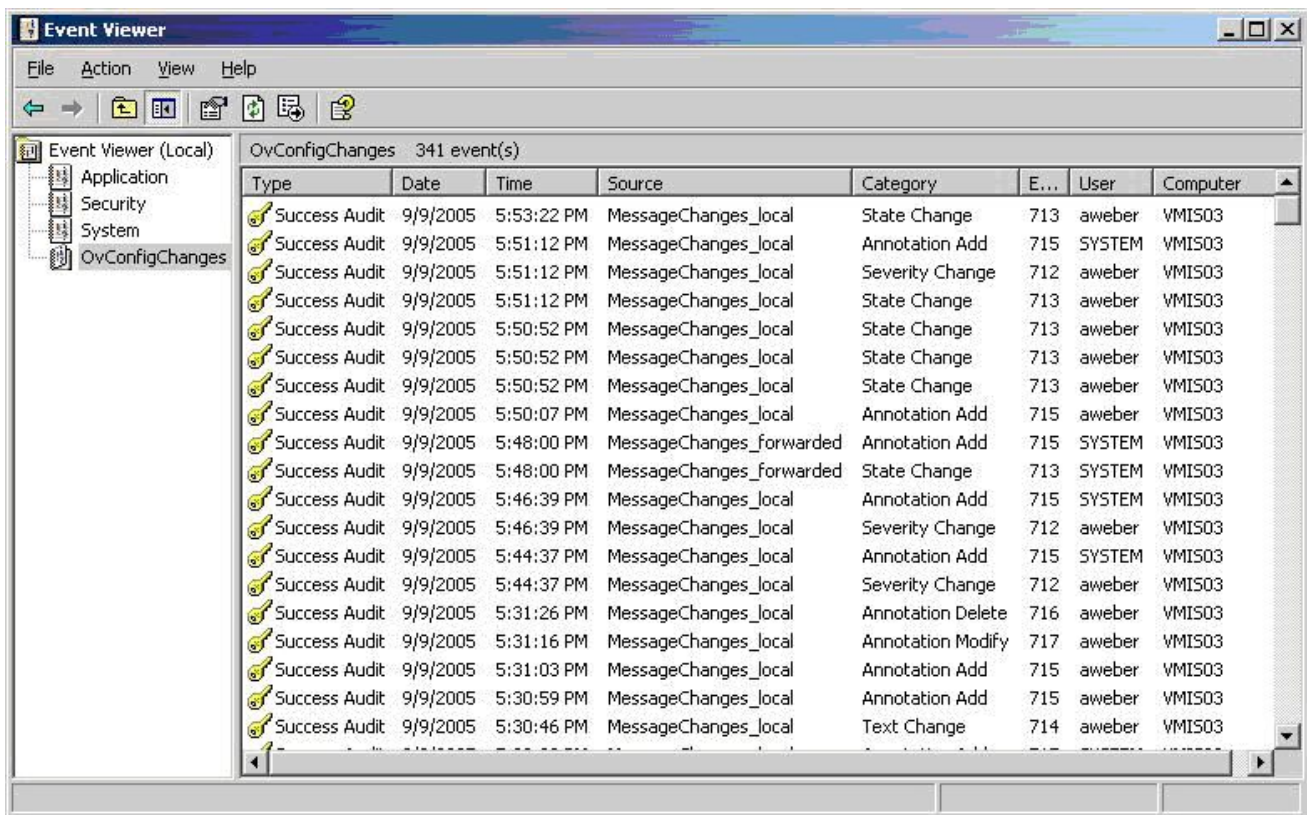 Event Viewer
File Action View Help
Event Viewer (Local)
Application
Security
System
OvConfigChanges
OvConfigChanges 341 event(s)
Type Date Time Source Category E... User Computer
Success Audit 9/9/2005 5:53:22 PM MessageChanges_local State Change 713 aweber VMIS03
Success Audit 9/9/2005 5:51:12 PM MessageChanges_local Annotation Add 715 SYSTEM VMIS03
Success Audit 9/9/2005 5:51:12 PM MessageChanges_local Severity Change 712 aweber VMIS03
Success Audit 9/9/2005 5:51:12 PM MessageChanges_local State Change 713 aweber VMIS03
Success Audit 9/9/2005 5:50:52 PM MessageChanges_local State Change 713 aweber VMIS03
Success Audit 9/9/2005 5:50:52 PM MessageChanges_local State Change 713 aweber VMIS03
Success Audit 9/9/2005 5:50:52 PM MessageChanges_local State Change 713 aweber VMIS03
Success Audit 9/9/2005 5:50:07 PM MessageChanges_local Annotation Add 715 aweber VMIS03
Success Audit 9/9/2005 5:48:00 PM MessageChanges_forwarded Annotation Add 715 SYSTEM VMIS03
Success Audit 9/9/2005 5:48:00 PM MessageChanges_forwarded State Change 713 SYSTEM VMIS03
Success Audit 9/9/2005 5:46:39 PM MessageChanges_local Annotation Add 715 SYSTEM VMIS03
Success Audit 9/9/2005 5:46:39 PM MessageChanges_local Severity Change 712 aweber VMIS03
Success Audit 9/9/2005 5:44:37 PM MessageChanges_local Annotation Add 715 SYSTEM VMIS03
Success Audit 9/9/2005 5:44:37 PM MessageChanges_local Severity Change 712 aweber VMIS03
Success Audit 9/9/2005 5:31:26 PM MessageChanges_local Annotation Delete 716 aweber VMIS03
Success Audit 9/9/2005 5:31:16 PM MessageChanges_local Annotation Modify 717 aweber VMIS03
Success Audit 9/9/2005 5:31:03 PM MessageChanges_local Annotation Add 715 aweber VMIS03
Success Audit 9/9/2005 5:30:59 PM MessageChanges_local Annotation Add 715 aweber VMIS03
Success Audit 9/9/2005 5:30:46 PM MessageChanges_local Text Change 714 aweber VMIS03